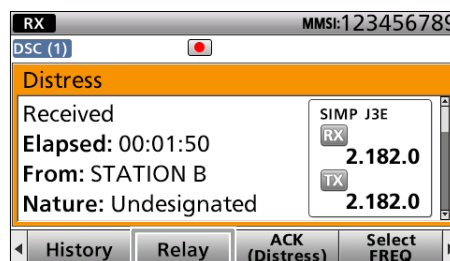 RX MMSI:123456789
DSC (1)
Distress
Received
Elapsed: 00:01:50
From: STATION B
Nature: Undesignated
SIMP J3E
RX
2.182.0
TX
2.182.0
History Relay ACK (Distress) Select FREQ